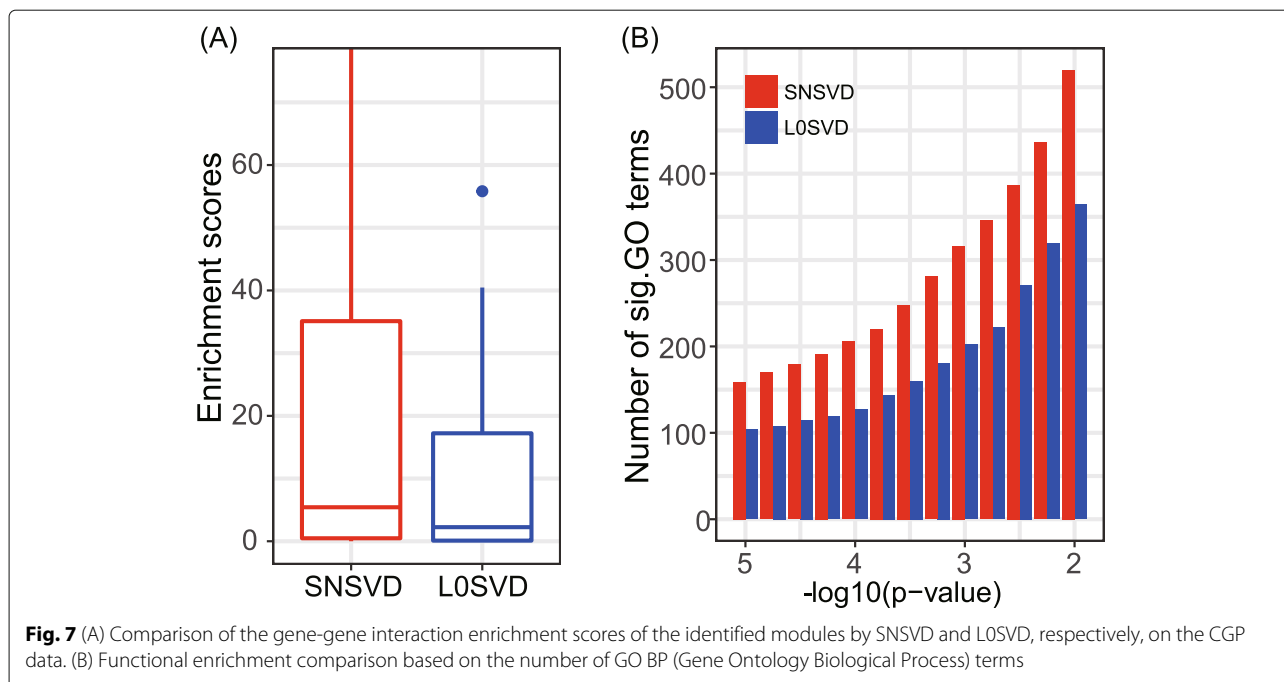 (A)
Enrichment scores
60
40
20
0
SNSVD
L0SVD
(B)
SNSVD
L0SVD
Number of sig.GO terms
500
400
300
200
100
0
5
4
3
2
-log10(p−value)
Fig. 7 (A) Comparison of the gene-gene interaction enrichment scores of the identified modules by SNSVD and L0SVD, respectively, on the CGP
data. (B) Functional enrichment comparison based on the number of GO BP (Gene Ontology Biological Process) terms